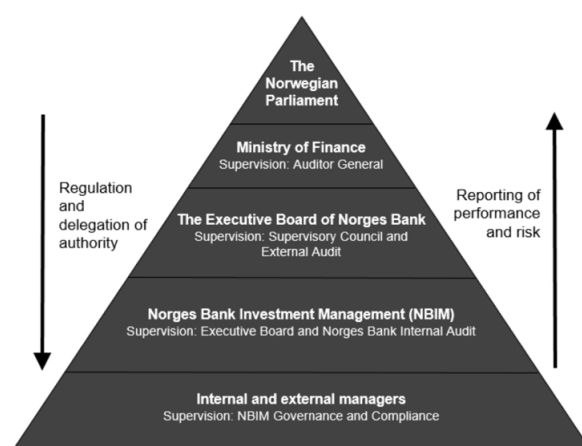 The
Norwegian
Parliament
Ministry of Finance
Supervision: Auditor General
Regulation
and
delegation of
authority
The Executive Board of Norges Bank
Supervision: Supervisory Council and
External Audit
Reporting of
performance
and risk
Norges Bank Investment Management (NBIM)
Supervision: Executive Board and Norges Bank Internal Audit
Internal and external managers
Supervision: NBIM Governance and Compliance